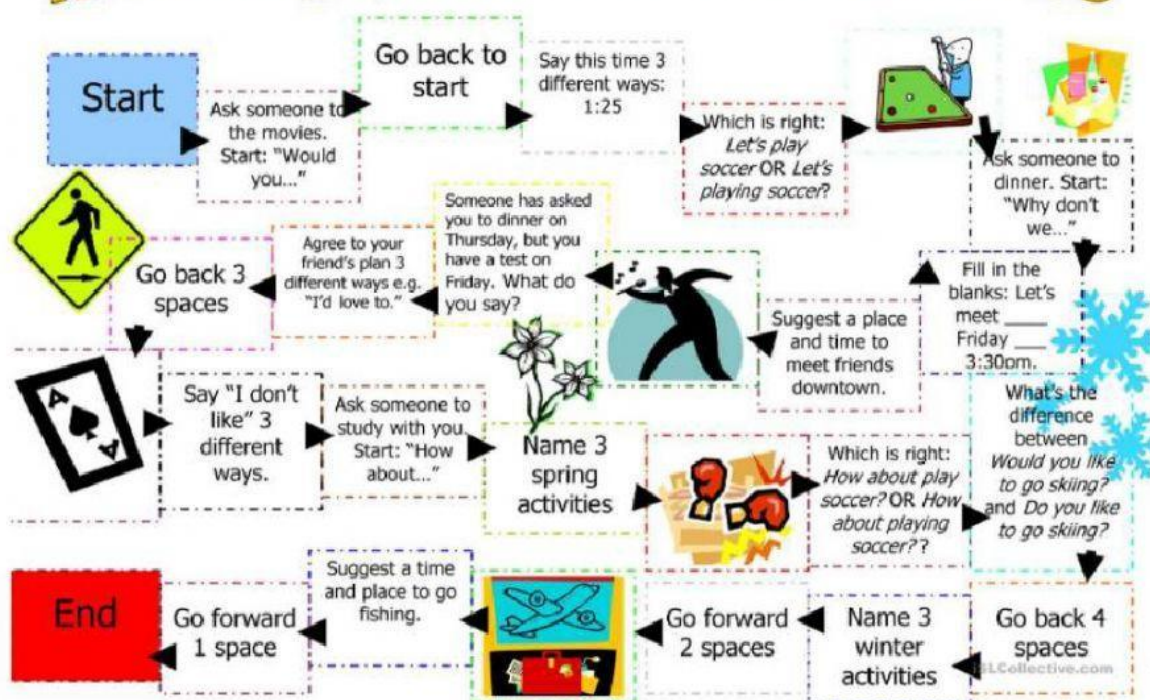 Start
Ask someone to
the movies.
Start: "Would
you..."
Go back to
start
Say this time 3
different ways:
1:25
Which is right:
Let's play
soccer OR Let's
playing soccer?
Ask someone to
dinner. Start:
"Why don't
we..."
Fill in the
blanks: Let's
meet ____
Friday ___
3:30om.
Suggest a place
and time to
meet friends
downtown.
Someone has asked
you to dinner on
Thursday, but you
have a test on
Friday. What do
you say?
Agree to your
friend's plan 3
different ways e.g.
"I'd love to."
Go back 3
spaces
A
A
Say "I don't
like" 3
different
ways.
Ask someone to
study with you.
Start: "How
about..."
Name 3
spring
activities
Which is right:
How about play
soccer? OR How
about playing
soccer??
What's the
difference
between
Would you like
to go skiing?
and Do you like
to go skiing?
Go back 4
spaces
Name 3
winter
activities
Go forward
2 spaces
Suggest a time
and place to go
fishing.
Go forward
1 space
End
iSLCollective.com